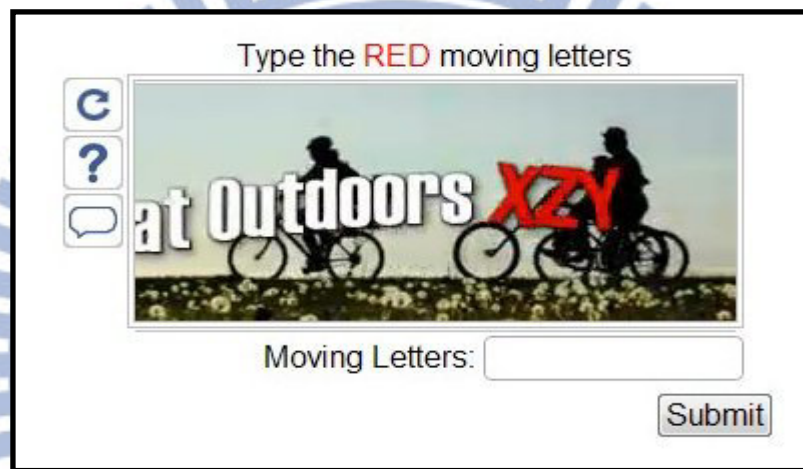 Type the RED moving letters
at Outdoors XZY
Moving Letters:
Submit